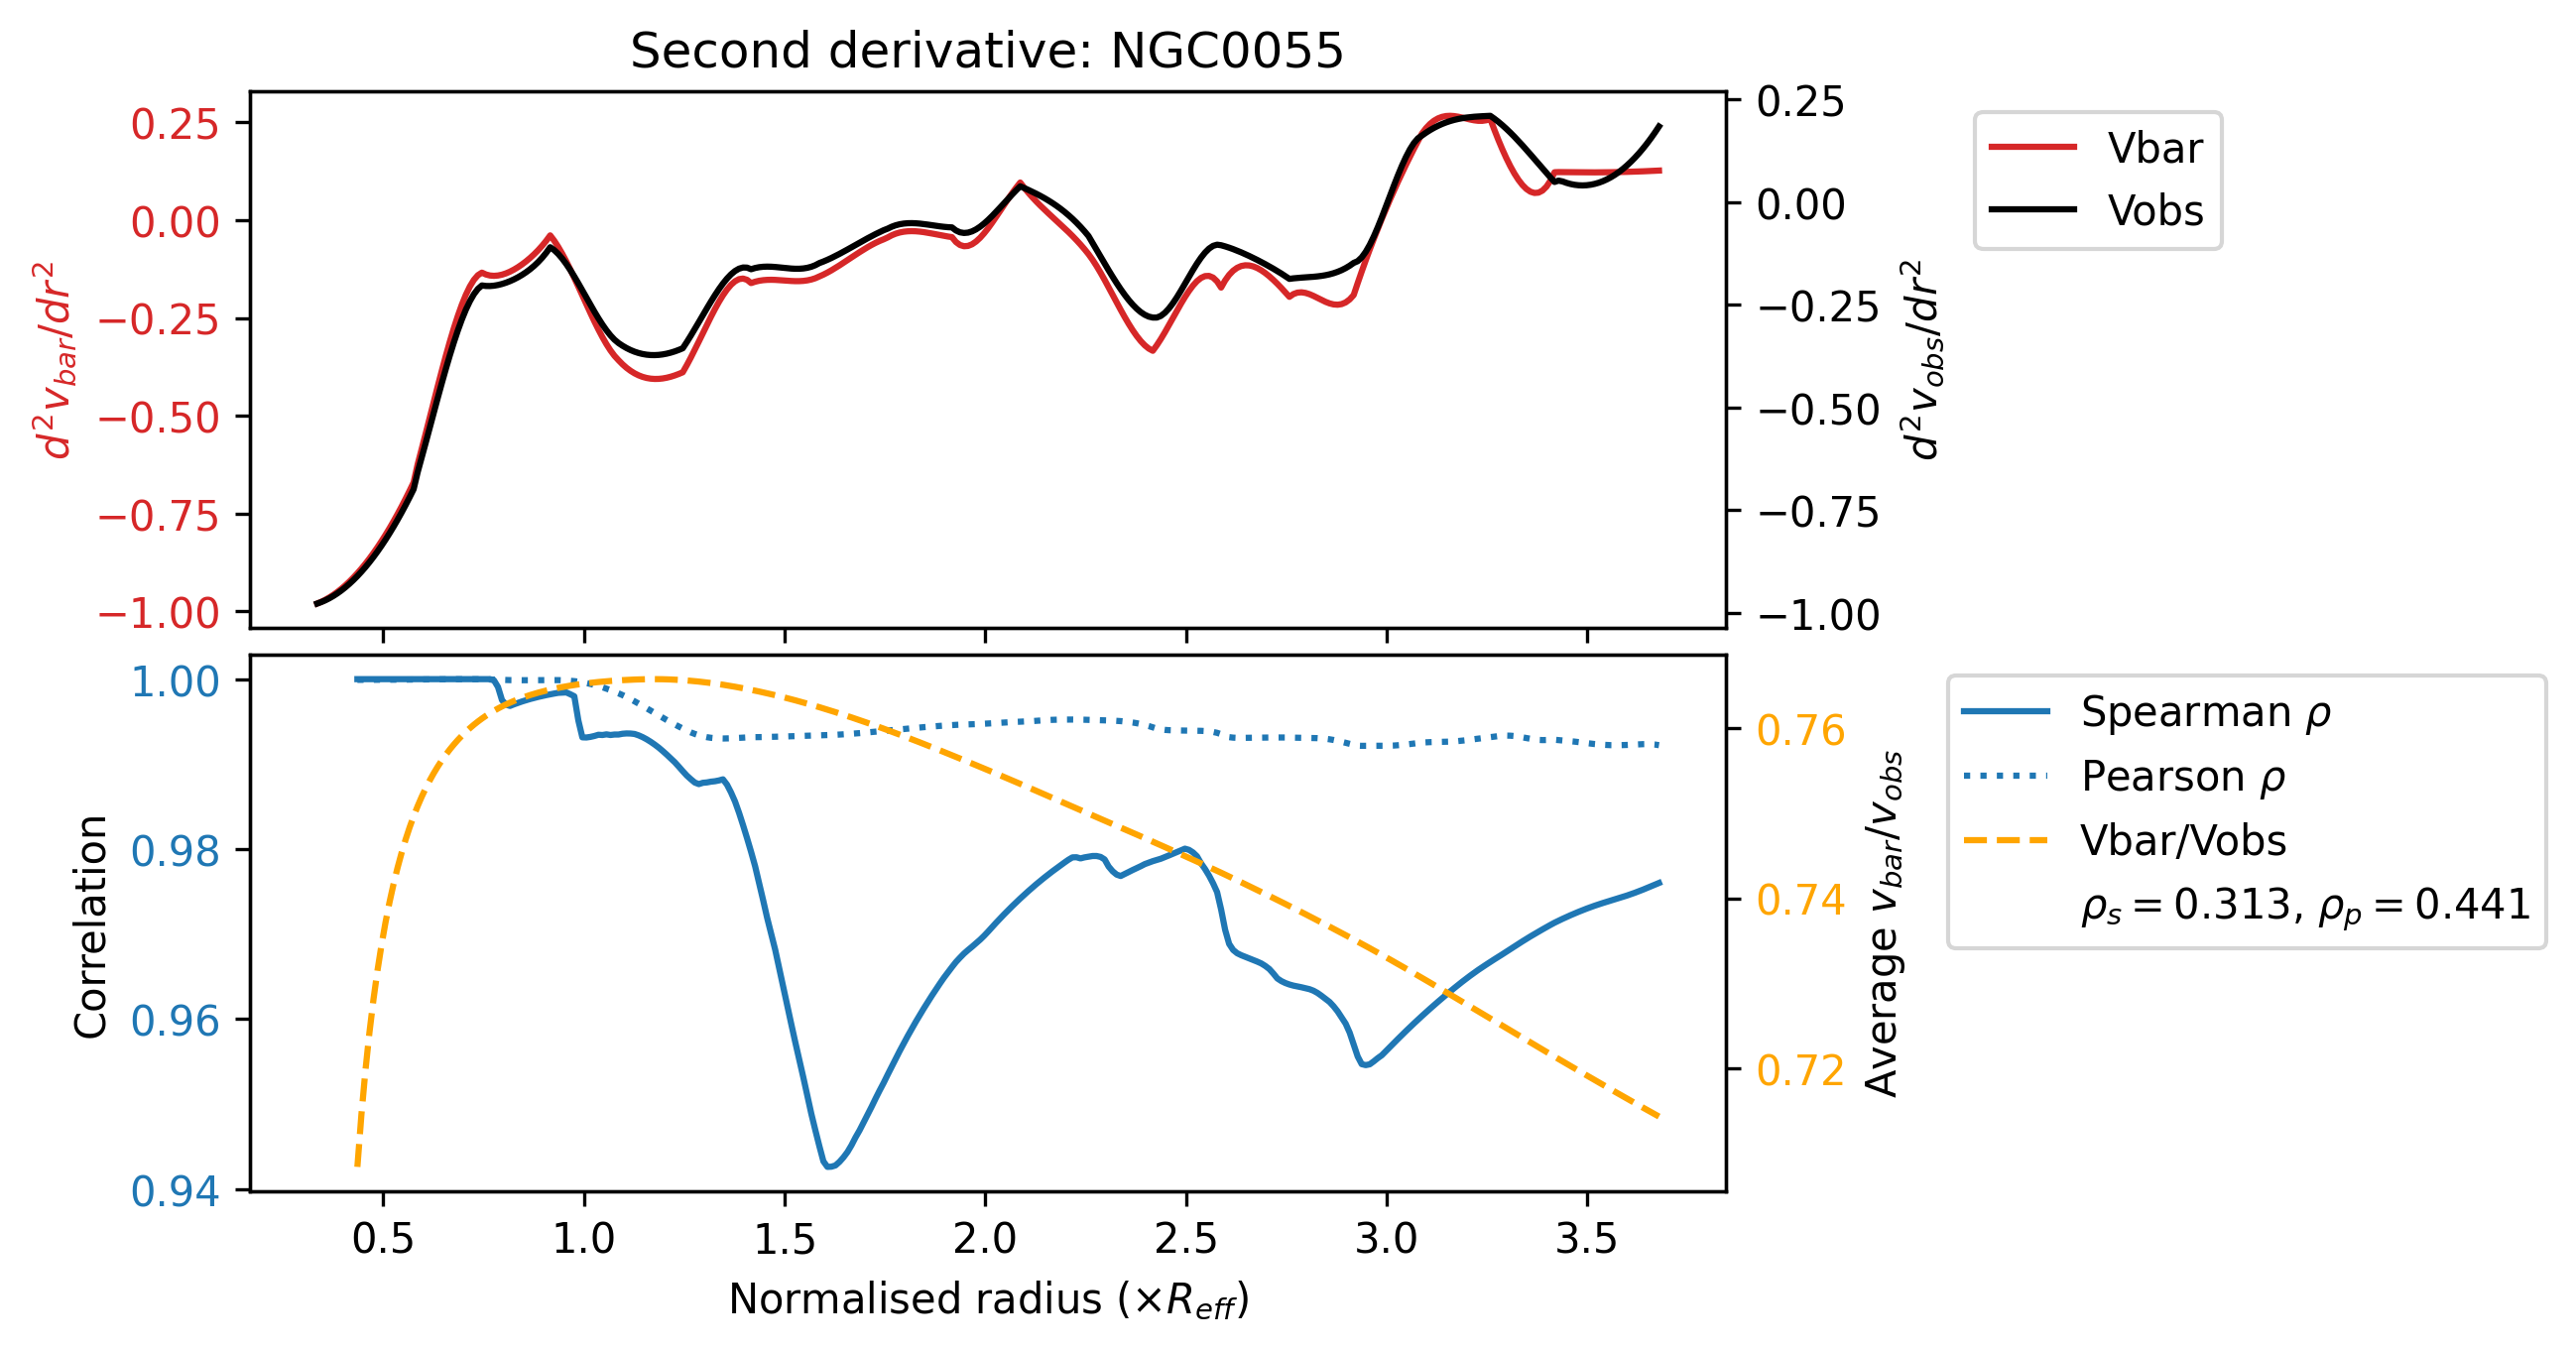 Second derivative: NGC0055
0.25
0.00
−0.25
−0.50
−0.75
−1.00
d²v_bar/dr²
0.25
0.00
−0.25
−0.50
−0.75
−1.00
d²v_obs/dr²
Vbar
Vobs
1.00
0.98
0.96
0.94
Correlation
0.76
0.74
0.72
Average v_bar/v_obs
Spearman ρ
Pearson ρ
Vbar/Vobs
ρ_s = 0.313, ρ_p = 0.441
0.5 1.0 1.5 2.0 2.5 3.0 3.5
Normalised radius (×R_eff)